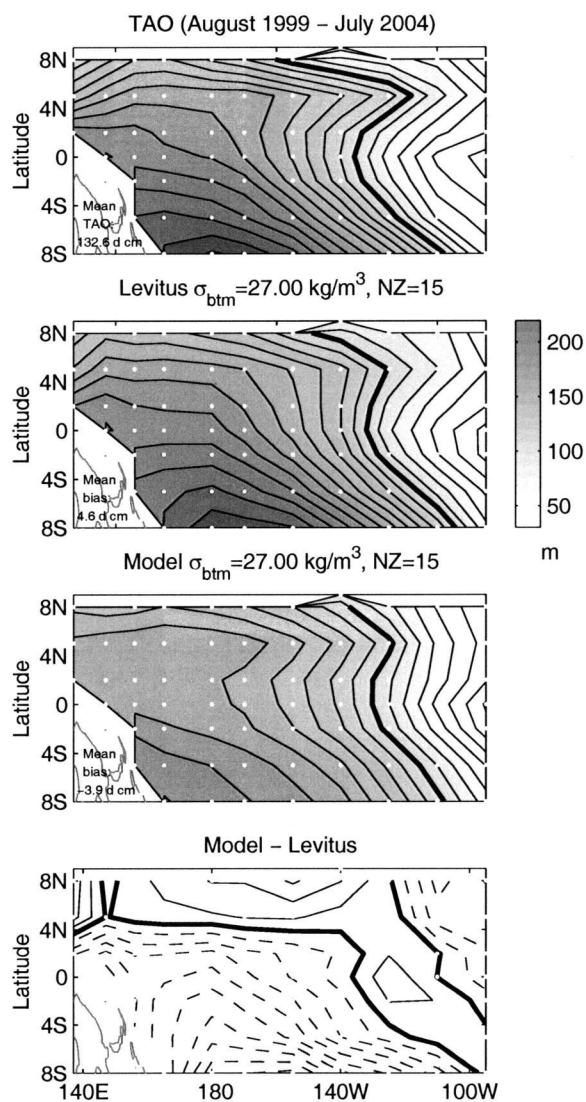 TAO (August 1999 – July 2004)
8N
4N
0
4S
8S
Latitude
Mean
TAO:
132.6 d cm
Levitus σbtm=27.00 kg/m³, NZ=15
8N
4N
0
4S
8S
Latitude
Mean
bias:
4.6 d cm
200
150
100
50
m
Model σbtm=27.00 kg/m³, NZ=15
8N
4N
0
4S
8S
Latitude
Mean
bias:
−3.9 d cm
Model – Levitus
8N
4N
0
4S
8S
Latitude
140E
180
140W
100W